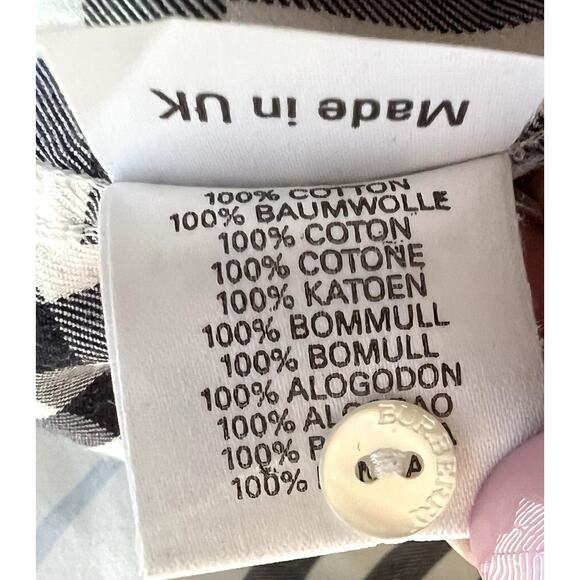 Made in UK
100% COTTON
100% BAUMWOLLE
100% COTON
100% COTONE
100% KATOEN
100% BOMMULL
100% BOMULL
100% ALOGODON
100%
100%
100%
BURBERRY